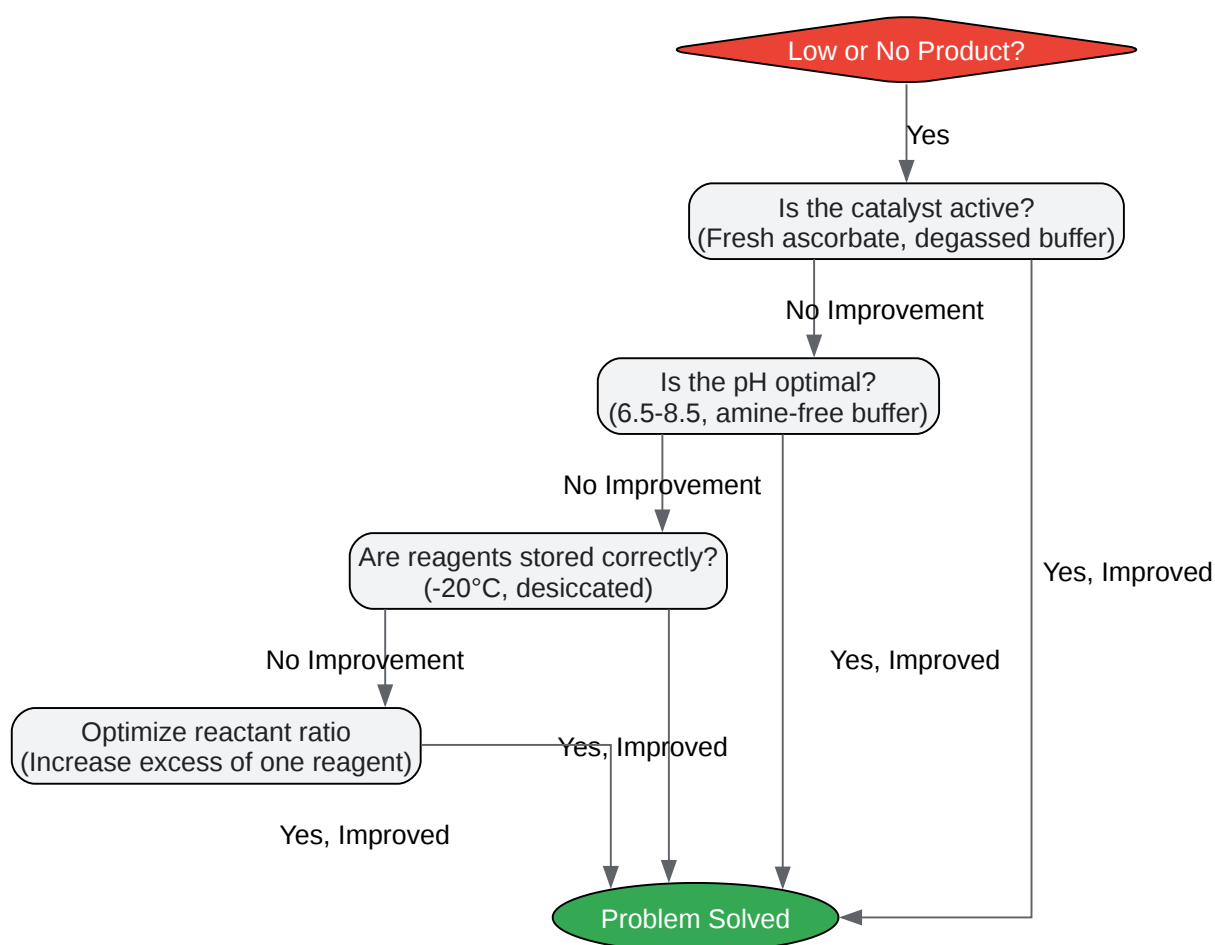 Low or No Product?
Yes
Is the catalyst active?
(Fresh ascorbate, degassed buffer)
No Improvement
Is the pH optimal?
(6.5-8.5, amine-free buffer)
No Improvement
Are reagents stored correctly?
(-20°C, desiccated)
Yes, Improved
No Improvement
Yes, Improved
Optimize reactant ratio
(Increase excess of one reagent)
Yes, Improved
Yes, Improved
Problem Solved